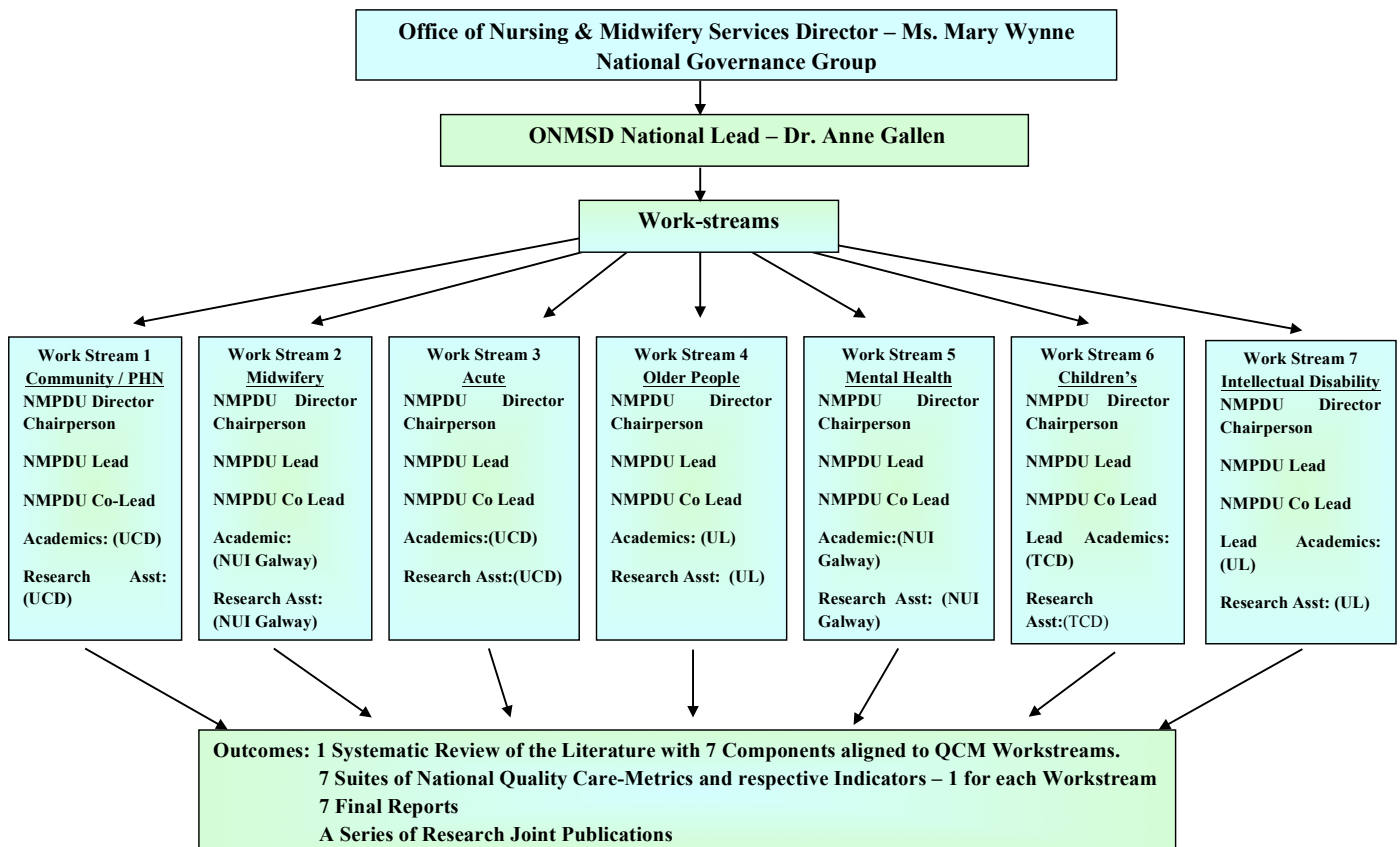 Office of Nursing & Midwifery Services Director – Ms. Mary Wynne
National Governance Group
ONMSD National Lead – Dr. Anne Gallen
Work-streams
Work Stream 1
Community / PHN
NMPDU Director
Chairperson
NMPDU Lead
NMPDU Co-Lead
Academics: (UCD)
Research Asst:
(UCD)
Work Stream 2
Midwifery
NMPDU Director
Chairperson
NMPDU Lead
NMPDU Co Lead
Academic:
(NUI Galway)
Research Asst:
(NUI Galway)
Work Stream 3
Acute
NMPDU Director
Chairperson
NMPDU Lead
NMPDU Co Lead
Academics:(UCD)
Research Asst:(UCD)
Work Stream 4
Older People
NMPDU Director
Chairperson
NMPDU Lead
NMPDU Co Lead
Academics: (UL)
Research Asst: (UL)
Work Stream 5
Mental Health
NMPDU Director
Chairperson
NMPDU Lead
NMPDU Co Lead
Academic:(NUI
Galway)
Research Asst: (NUI
Galway)
Work Stream 6
Children's
NMPDU Director
Chairperson
NMPDU Lead
NMPDU Co Lead
Lead Academics:
(TCD)
Research
Asst:(TCD)
Work Stream 7
Intellectual Disability
NMPDU Director
Chairperson
NMPDU Lead
NMPDU Co Lead
Lead Academics:
(UL)
Research Asst: (UL)
Outcomes: 1 Systematic Review of the Literature with 7 Components aligned to QCM Workstreams.
7 Suites of National Quality Care-Metrics and respective Indicators – 1 for each Workstream
7 Final Reports
A Series of Research Joint Publications